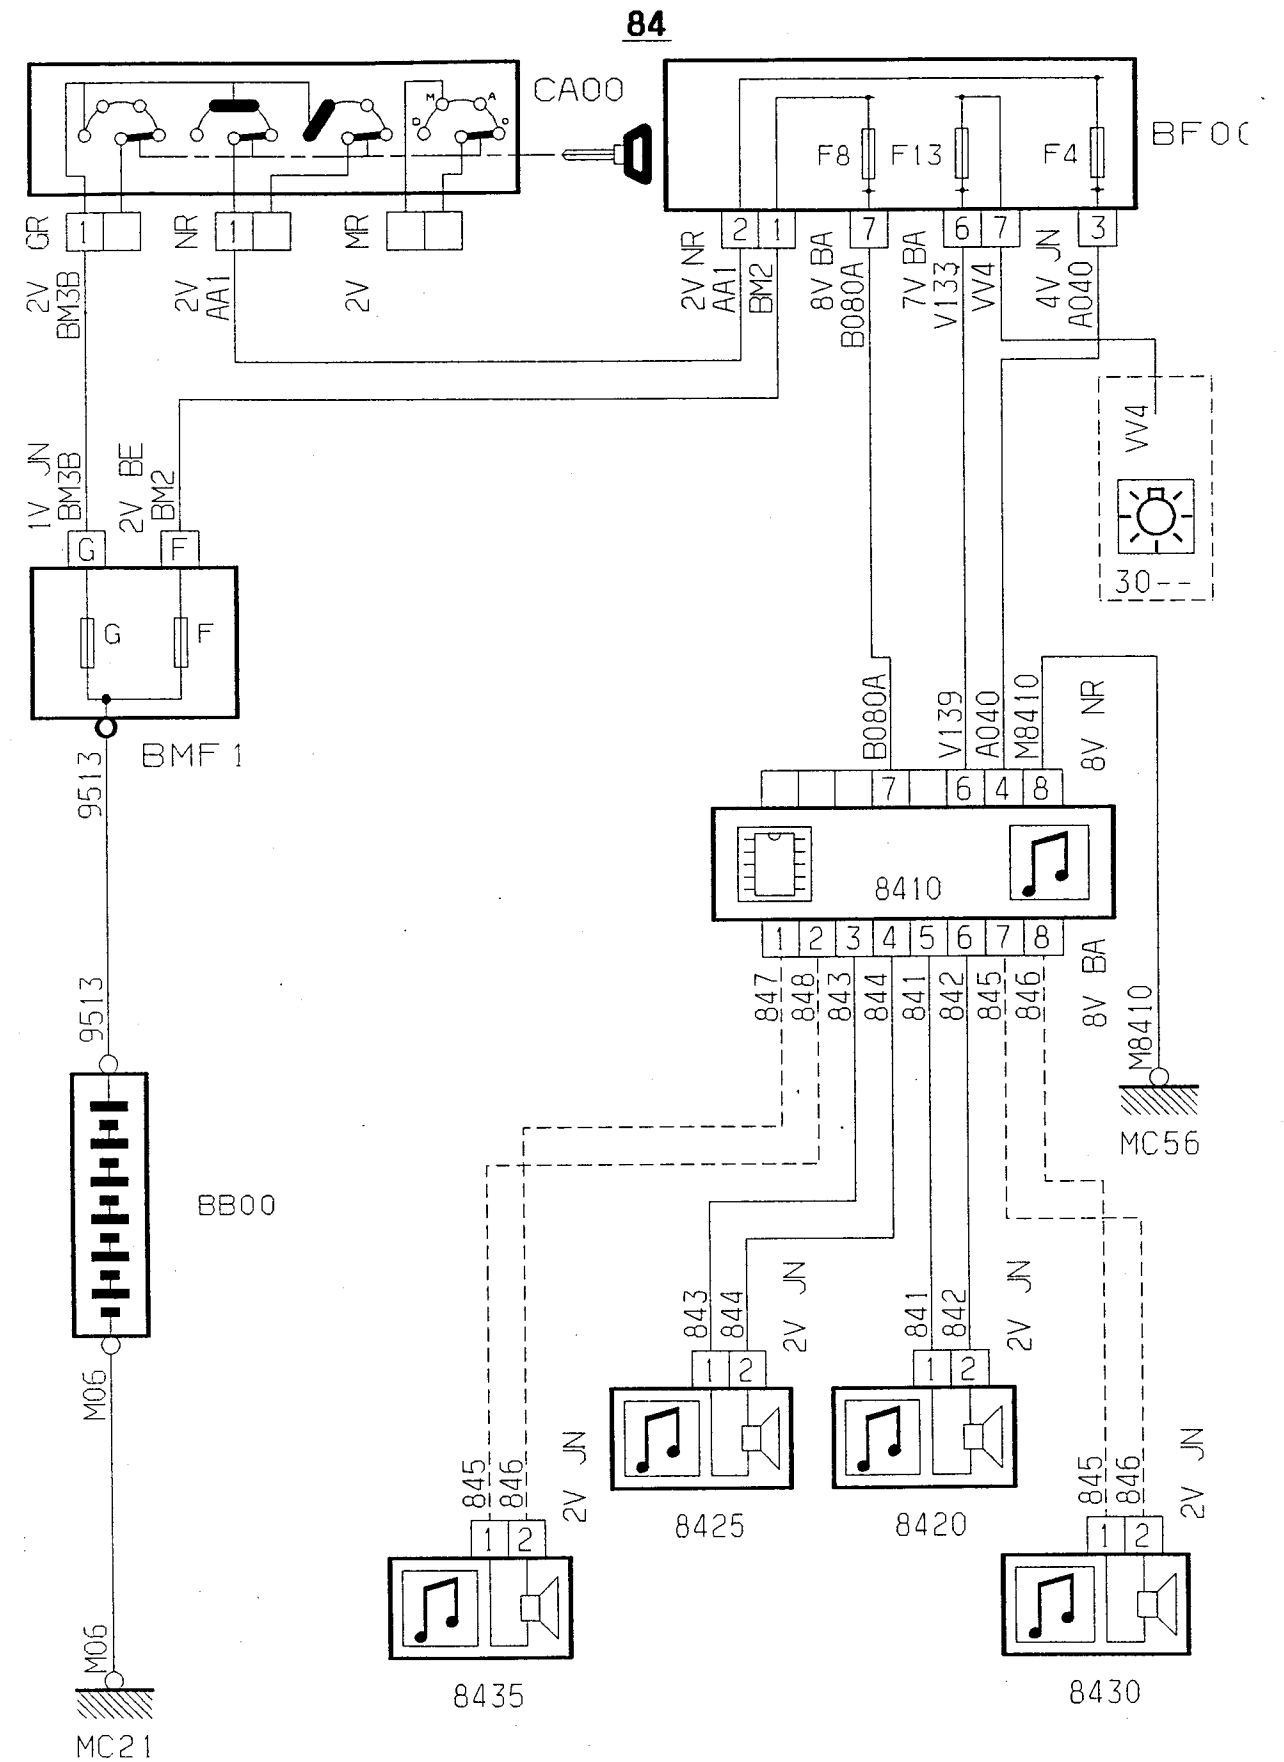 84
CA00
M
A
D
F8
F13
F4
GR
1
NR
1
MR
2V
BM3B
2V
AA1
2V
2
1
7
6
7
3
2V NR
AA1
BM2
8V BA
B080A
7V BA
V133
VV4
4V JN
A040
VV4
30--
1V JN
BM3B
2V BE
BM2
G
F
G
F
BMF1
9513
9513
B080A
V139
A040
M8410
8V NR
7
6
4
8
8410
1
2
3
4
5
6
7
8
847
848
843
844
841
842
845
846
8V BA
M8410
MC56
BB00
M06
M06
MC21
843
844
2V JN
1
2
8425
841
842
2V JN
1
2
8420
845
846
2V JN
1
2
8435
845
846
2V JN
1
2
8430